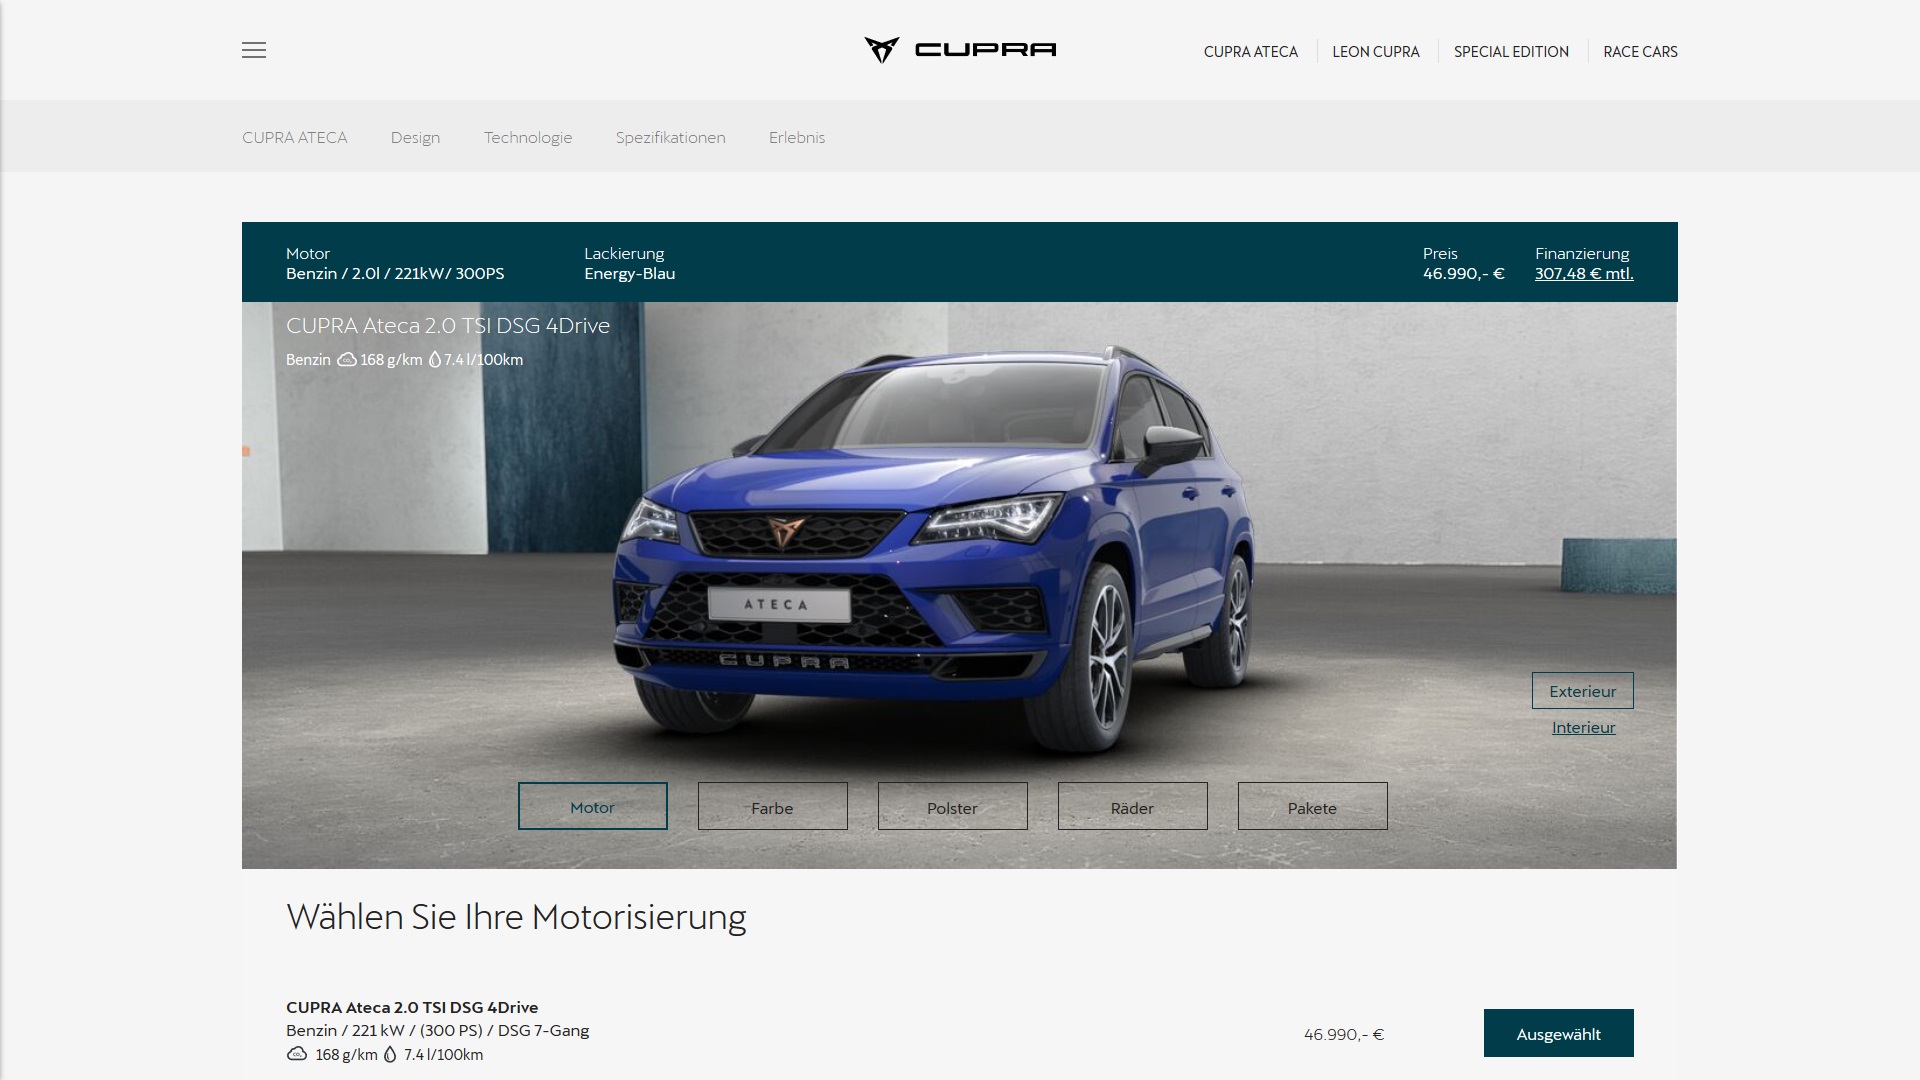 CUPRA
CUPRA ATECA
LEON CUPRA
SPECIAL EDITION
RACE CARS
CUPRA ATECA
Design
Technologie
Spezifikationen
Erlebnis
Motor
Benzin / 2.0l / 221kW/ 300PS
Lackierung
Energy-Blau
Preis
46.990,- €
Finanzierung
307,48 € mtl.
CUPRA Ateca 2.0 TSI DSG 4Drive
Benzin 168 g/km 7.4 l/100km
ATECA
CUPRA
Exterieur
Interieur
Motor
Farbe
Polster
Räder
Pakete
Wählen Sie Ihre Motorisierung
CUPRA Ateca 2.0 TSI DSG 4Drive
Benzin / 221 kW / (300 PS) / DSG 7-Gang
168 g/km 7.4 l/100km
46.990,- €
Ausgewählt